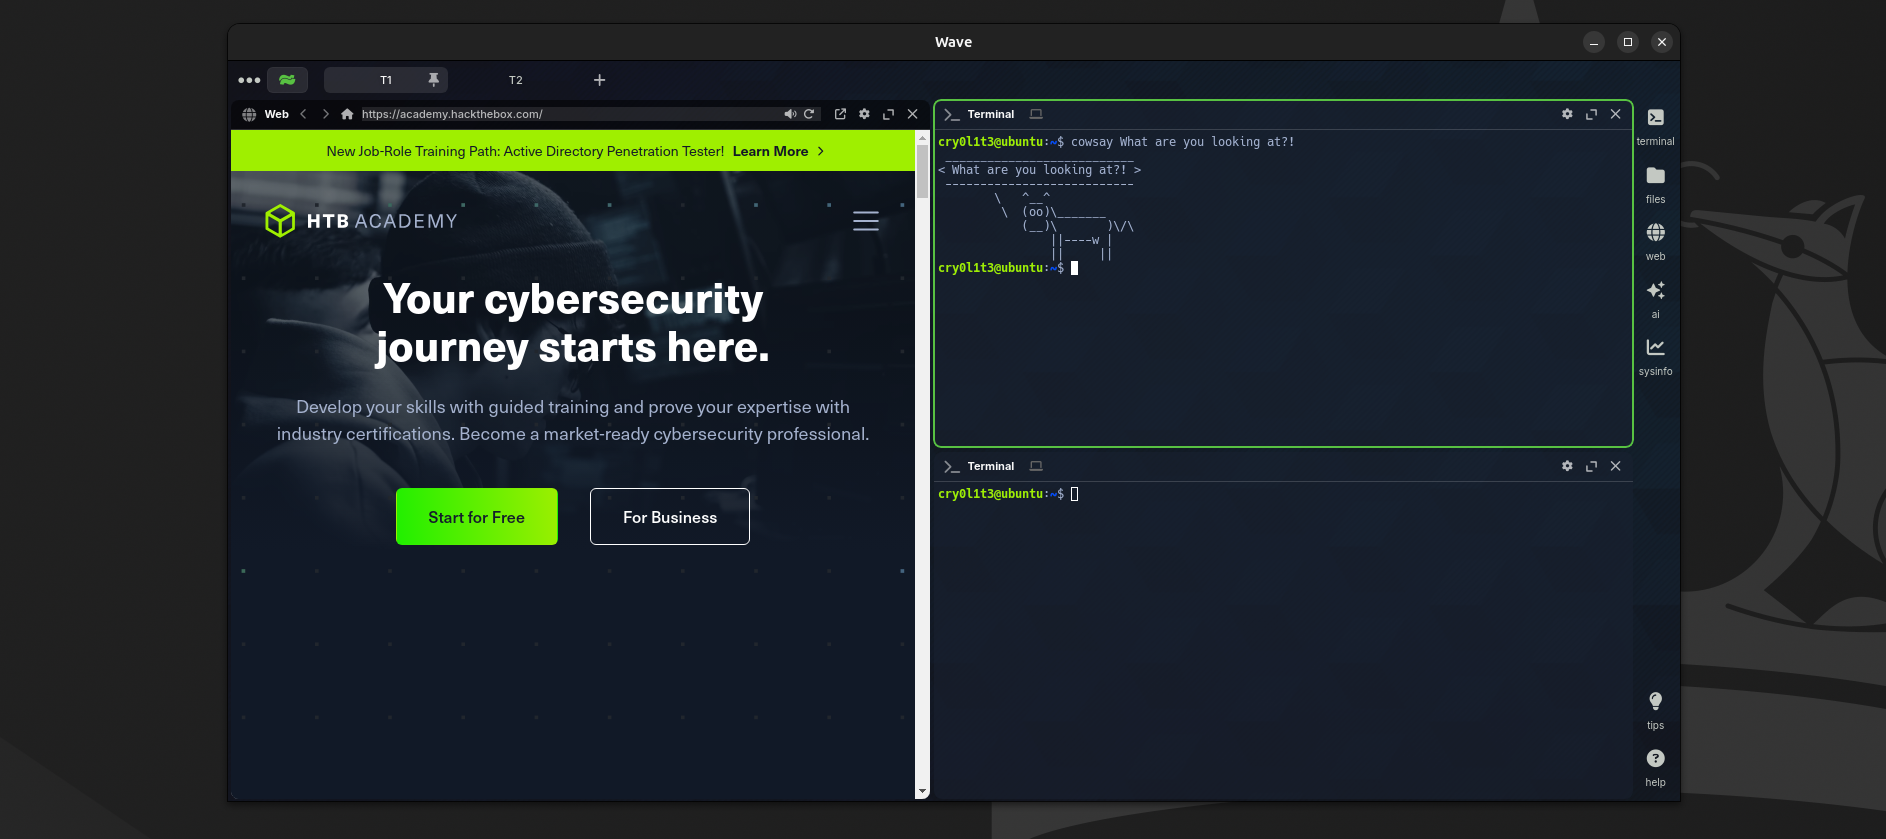 Wave
T1
T2
Web
https://academy.hackthebox.com/
New Job-Role Training Path: Active Directory Penetration Tester! Learn More
HTB ACADEMY
Your cybersecurity
journey starts here.
Develop your skills with guided training and prove your expertise with
industry certifications. Become a market-ready cybersecurity professional.
Start for Free
For Business
Terminal
cry0l1t3@ubuntu:~$ cowsay What are you looking at?!
 ___________________________
< What are you looking at?! >
 ---------------------------
        \   ^__^
         \  (oo)\_______
            (__)\       )\/\
                ||----w |
                ||     ||
cry0l1t3@ubuntu:~$
Terminal
cry0l1t3@ubuntu:~$
terminal
files
web
ai
sysinfo
tips
help